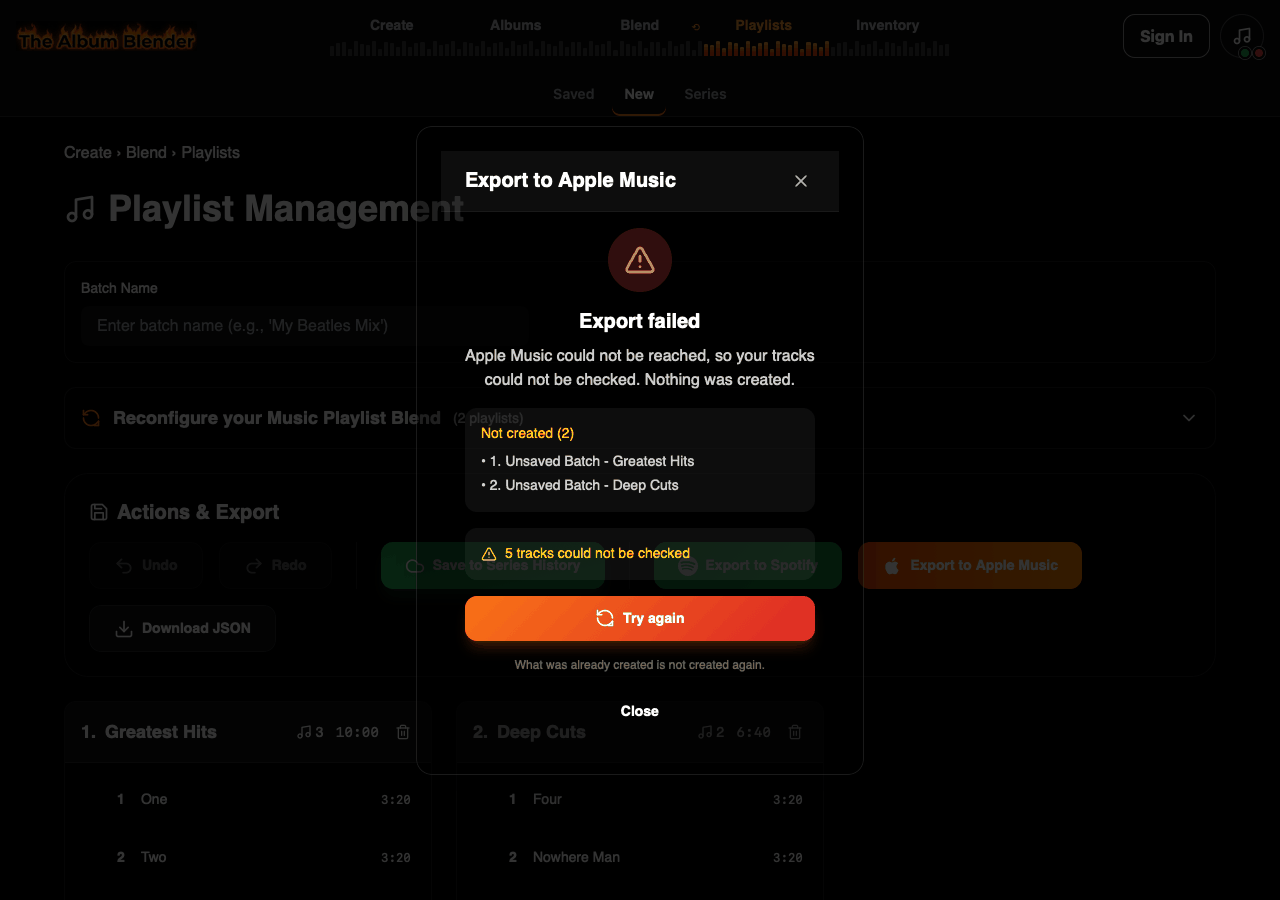 The Album Blender
Create
Albums
Blend
Playlists
Inventory
Sign In
Saved
New
Series
Create › Blend › Playlists
Playlist Management
Batch Name
Enter batch name (e.g., 'My Beatles Mix')
Reconfigure your Music Playlist Blend (2 playlists)
Actions & Export
Undo
Redo
Save to Series History
Export to Spotify
Export to Apple Music
Download JSON
1. Greatest Hits
3 10:00
1 One 3:20
2 Two 3:20
2. Deep Cuts
2 6:40
1 Four 3:20
2 Nowhere Man 3:20
Export to Apple Music
Export failed
Apple Music could not be reached, so your tracks
could not be checked. Nothing was created.
Not created (2)
• 1. Unsaved Batch - Greatest Hits
• 2. Unsaved Batch - Deep Cuts
5 tracks could not be checked
Try again
What was already created is not created again.
Close